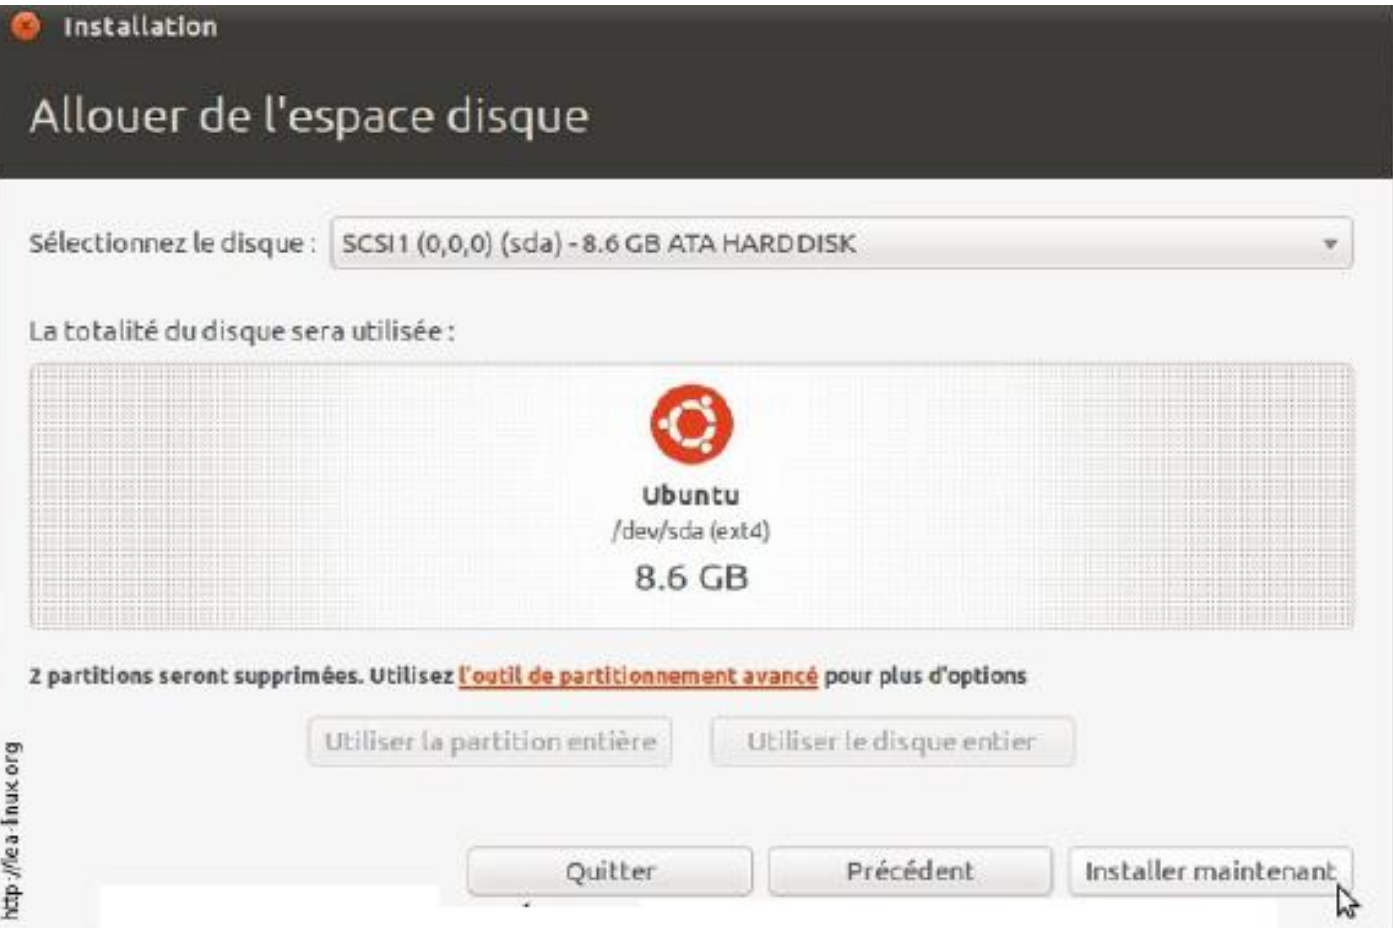 Installation
Allouer de l'espace disque
Sélectionnez le disque : SCSI1 (0,0,0) (sda) - 8.6 GB ATA HARDDISK
La totalité du disque sera utilisée :
Ubuntu
/dev/sda (ext4)
8.6 GB
2 partitions seront supprimées. Utilisez l'outil de partitionnement avancé pour plus d'options
Utiliser la partition entière Utiliser le disque entier
Quitter Précédent Installer maintenant
http://lea-linux.org